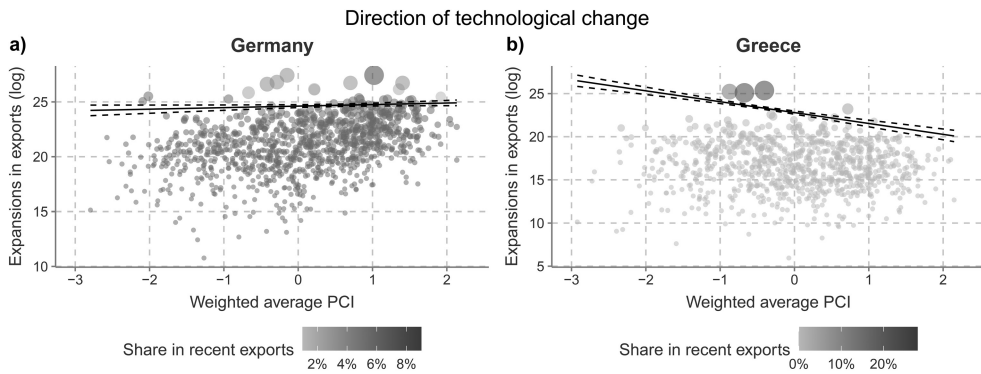 Direction of technological change
a)
Germany
Expansions in exports (log)
25
20
15
10
−3 −2 −1 0 1 2
Weighted average PCI
Share in recent exports
2% 4% 6% 8%
b)
Greece
Expansions in exports (log)
25
20
15
10
5
−3 −2 −1 0 1 2
Weighted average PCI
Share in recent exports
0% 10% 20%